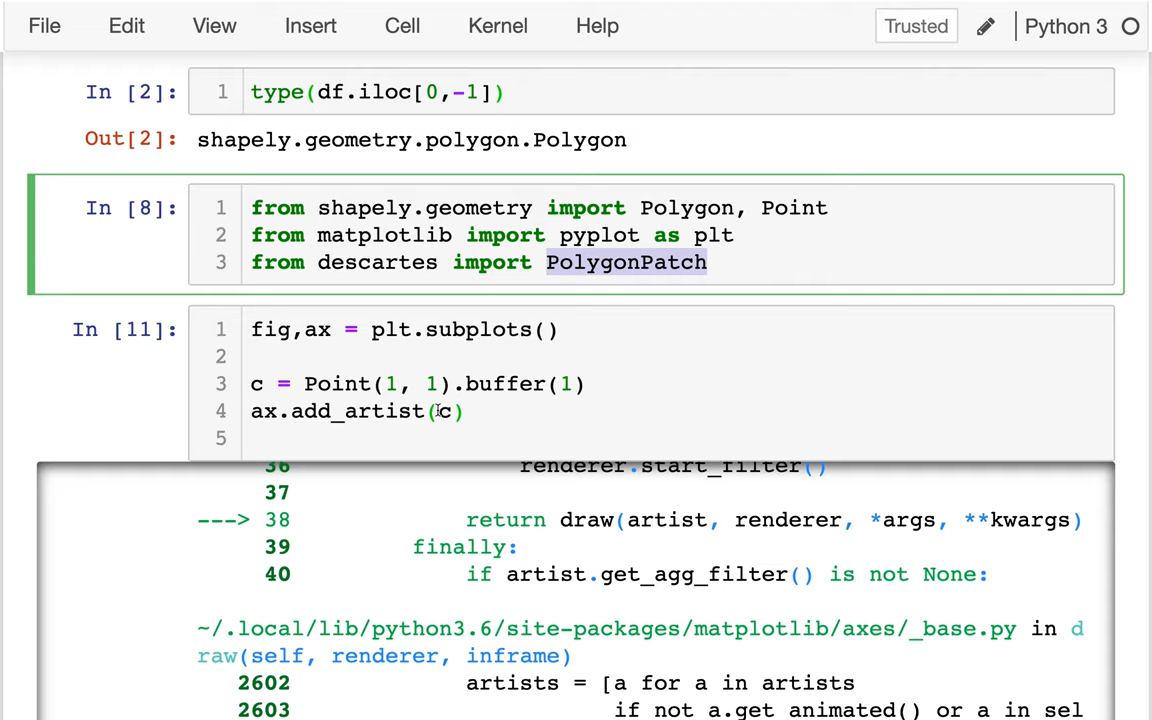 File Edit View Insert Cell Kernel Help Trusted Python 3
In [2]: 1 type(df.iloc[0,-1])
Out[2]: shapely.geometry.polygon.Polygon
In [8]: 1 from shapely.geometry import Polygon, Point
2 from matplotlib import pyplot as plt
3 from descartes import PolygonPatch
In [11]: 1 fig,ax = plt.subplots()
2
3 c = Point(1, 1).buffer(1)
4 ax.add_artist(c)
5
36 renderer.start_filter()
37
---> 38 return draw(artist, renderer, *args, **kwargs)
39 finally:
40 if artist.get_agg_filter() is not None:
~/.local/lib/python3.6/site-packages/matplotlib/axes/_base.py in d
raw(self, renderer, inframe)
2602 artists = [a for a in artists
2603 if not a.get_animated() or a in sel